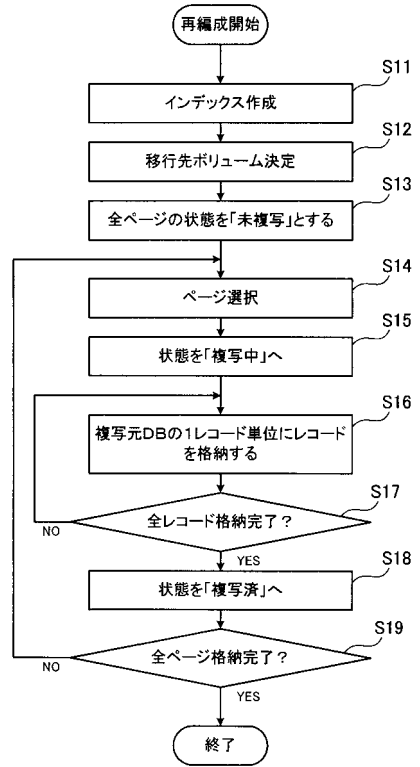 再編成開始
S11
インデックス作成
S12
移行先ボリューム決定
S13
全ページの状態を「未複写」とする
S14
ページ選択
S15
状態を「複写中」へ
S16
複写元DBの1レコード単位にレコード
を格納する
S17
全レコード格納完了？
NO
YES
S18
状態を「複写済」へ
S19
全ページ格納完了？
NO
YES
終了